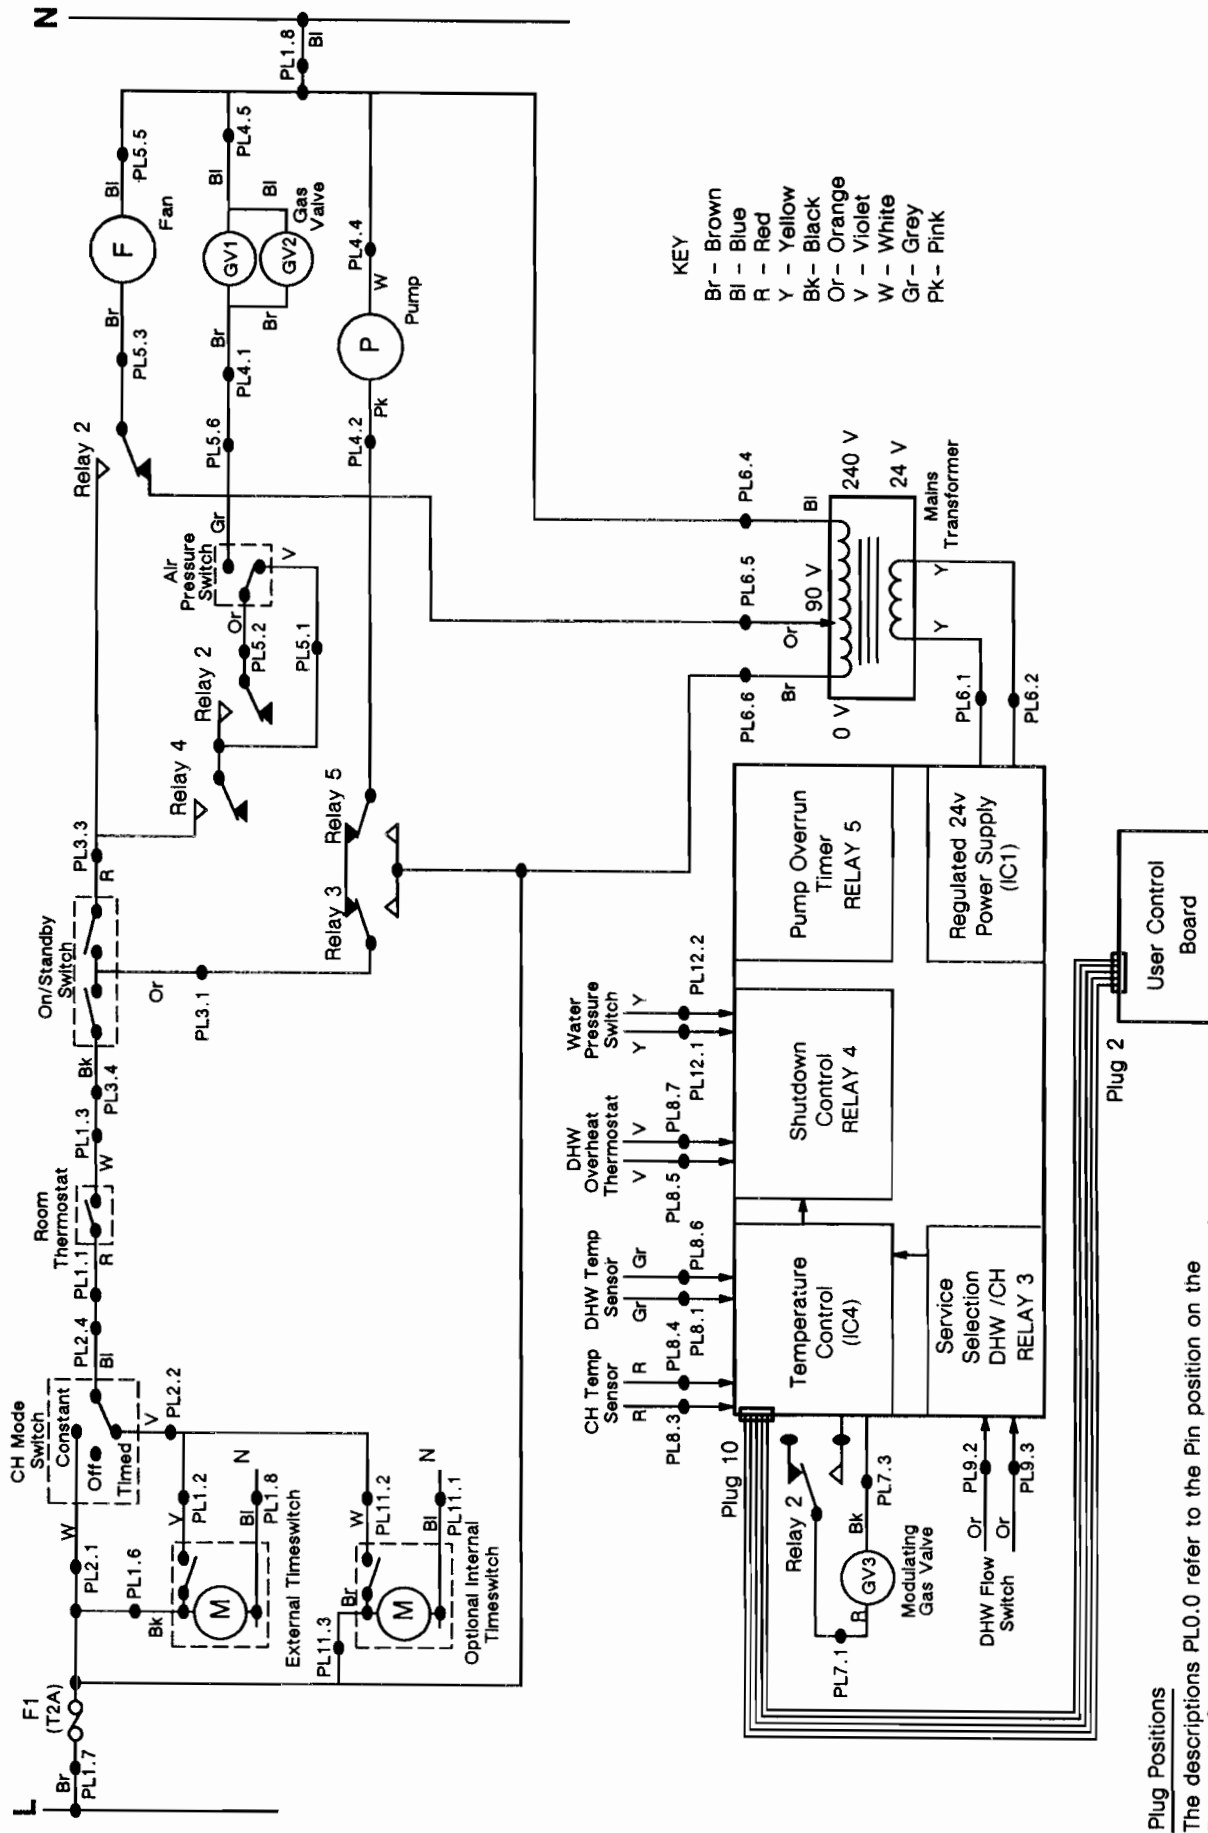 L
Br
PL1.7
F1
(T2A)
PL2.1
W
PL1.6
Bk
CH Mode
Switch
Constant
Off
Timed
V
PL2.2
Bl
PL2.4
PL1.1
R
Room
Thermostat
W
PL1.3
PL3.4
Bk
On/Standby
Switch
R
PL3.3
Or
PL3.1
V
PL1.2
Bl
PL1.8
N
M
External Timeswitch
W
PL11.2
Br
PL11.3
Bl
PL11.1
N
M
Optional Internal
Timeswitch
Relay 4
Relay 2
PL5.2
Or
PL5.1
V
Air
Pressure
Switch
Gr
PL5.6
PL4.1
Br
Br
GV1
GV2
Gas
Valve
Bl
Bl
PL4.5
Relay 2
PL5.3
Br
F
Fan
Bl
PL5.5
N
PL1.8
Bl
Relay 3
Relay 5
PL4.2
Pk
P
Pump
W
PL4.4
KEY
Br – Brown
Bl – Blue
R – Red
Y – Yellow
Bk – Black
Or – Orange
V – Violet
W – White
Gr – Grey
Pk – Pink
PL6.6
Br
PL6.5
Or
PL6.4
Bl
0 V
90 V
240 V
24 V
Mains
Transformer
Y
Y
PL6.1
PL6.2
CH Temp
Sensor
R
R
PL8.3
PL8.4
DHW Temp
Sensor
Gr
Gr
PL8.1
PL8.6
DHW
Overheat
Thermostat
V
V
PL8.5
PL8.7
Water
Pressure
Switch
Y
Y
PL12.1
PL12.2
Temperature
Control
(IC4)
Shutdown
Control
RELAY 4
Pump Overrun
Timer
RELAY 5
Service
Selection
DHW /CH
RELAY 3
Regulated 24v
Power Supply
(IC1)
Plug 10
Relay 2
PL7.1
R
GV3
Bk
PL7.3
Modulating
Gas Valve
DHW Flow
Switch
Or
PL9.2
Or
PL9.3
Plug 2
User Control
Board
Plug Positions
The descriptions PL0.0 refer to the Pin position on the